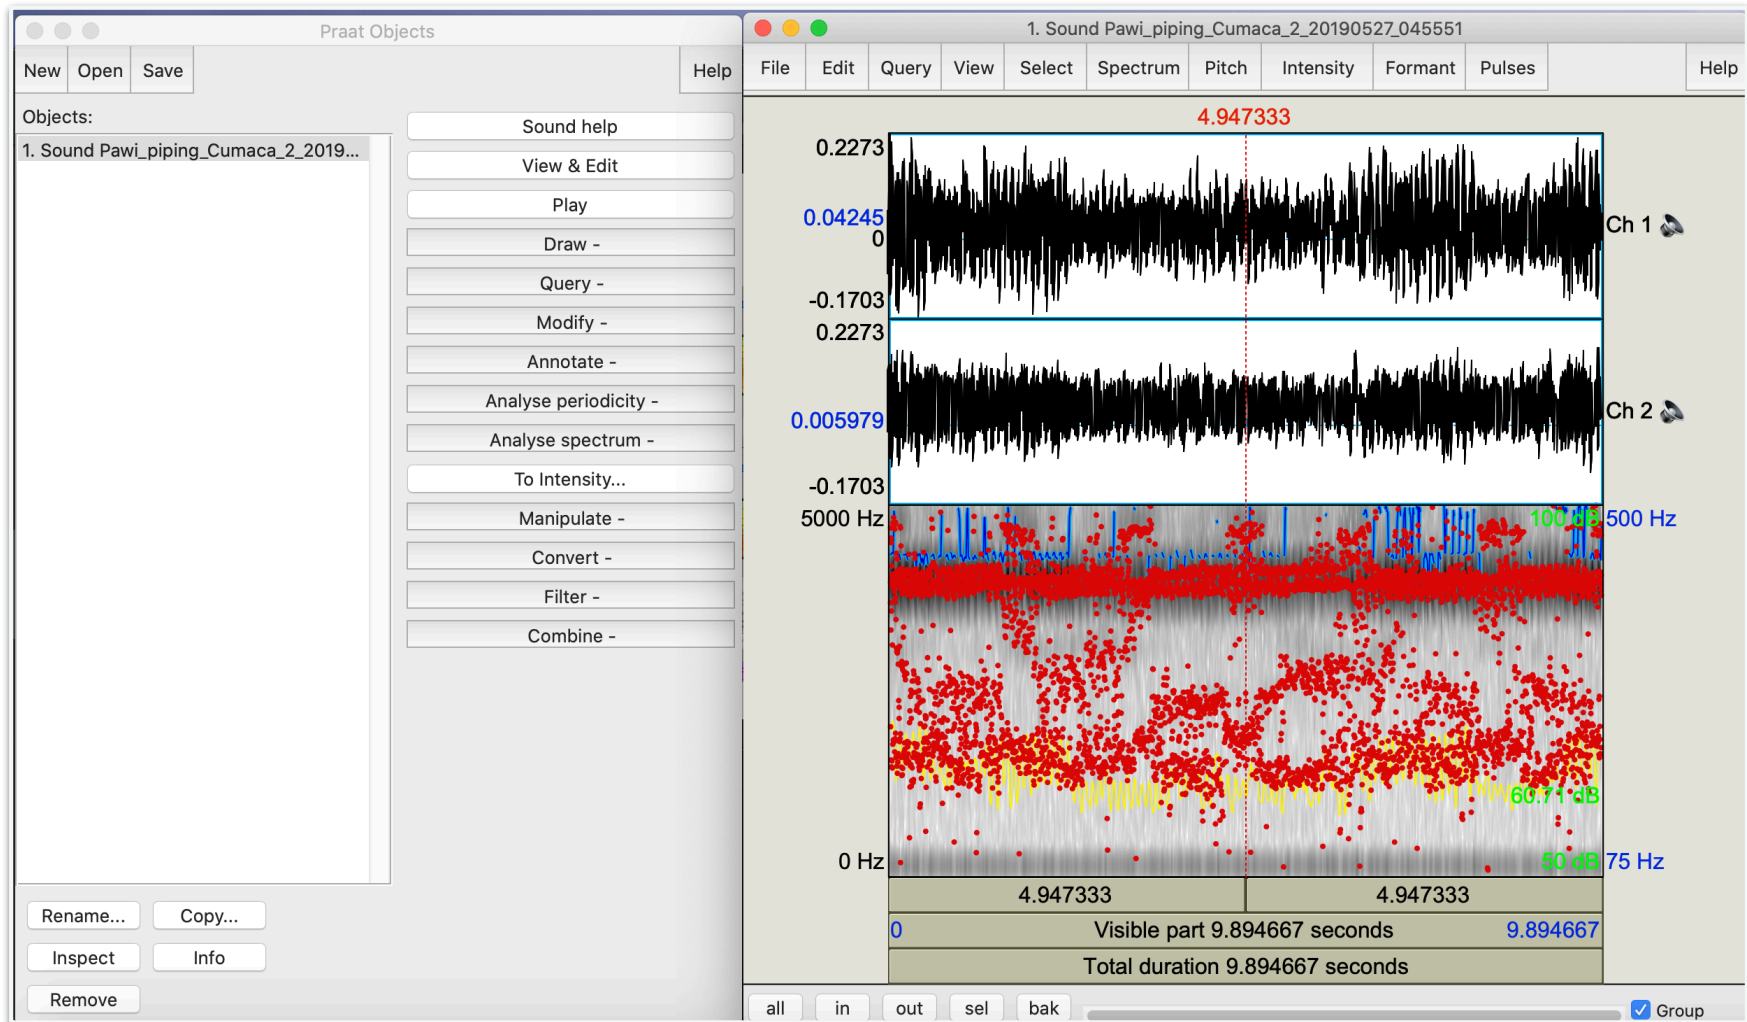 Praat Objects
New Open Save Help
Objects:
1. Sound Pawi_piping_Cumaca_2_2019...
Sound help
View & Edit
Play
Draw -
Query -
Modify -
Annotate -
Analyse periodicity -
Analyse spectrum -
To Intensity...
Manipulate -
Convert -
Filter -
Combine -
Rename... Copy...
Inspect Info
Remove
1. Sound Pawi_piping_Cumaca_2_20190527_045551
File Edit Query View Select Spectrum Pitch Intensity Formant Pulses Help
4.947333
0.2273
0.04245
0
Ch 1
-0.1703
0.2273
0.005979
Ch 2
-0.1703
5000 Hz 100 dB 500 Hz
60.71 dB
0 Hz 50 dB 75 Hz
4.947333 4.947333
0 Visible part 9.894667 seconds 9.894667
Total duration 9.894667 seconds
all in out sel bak Group